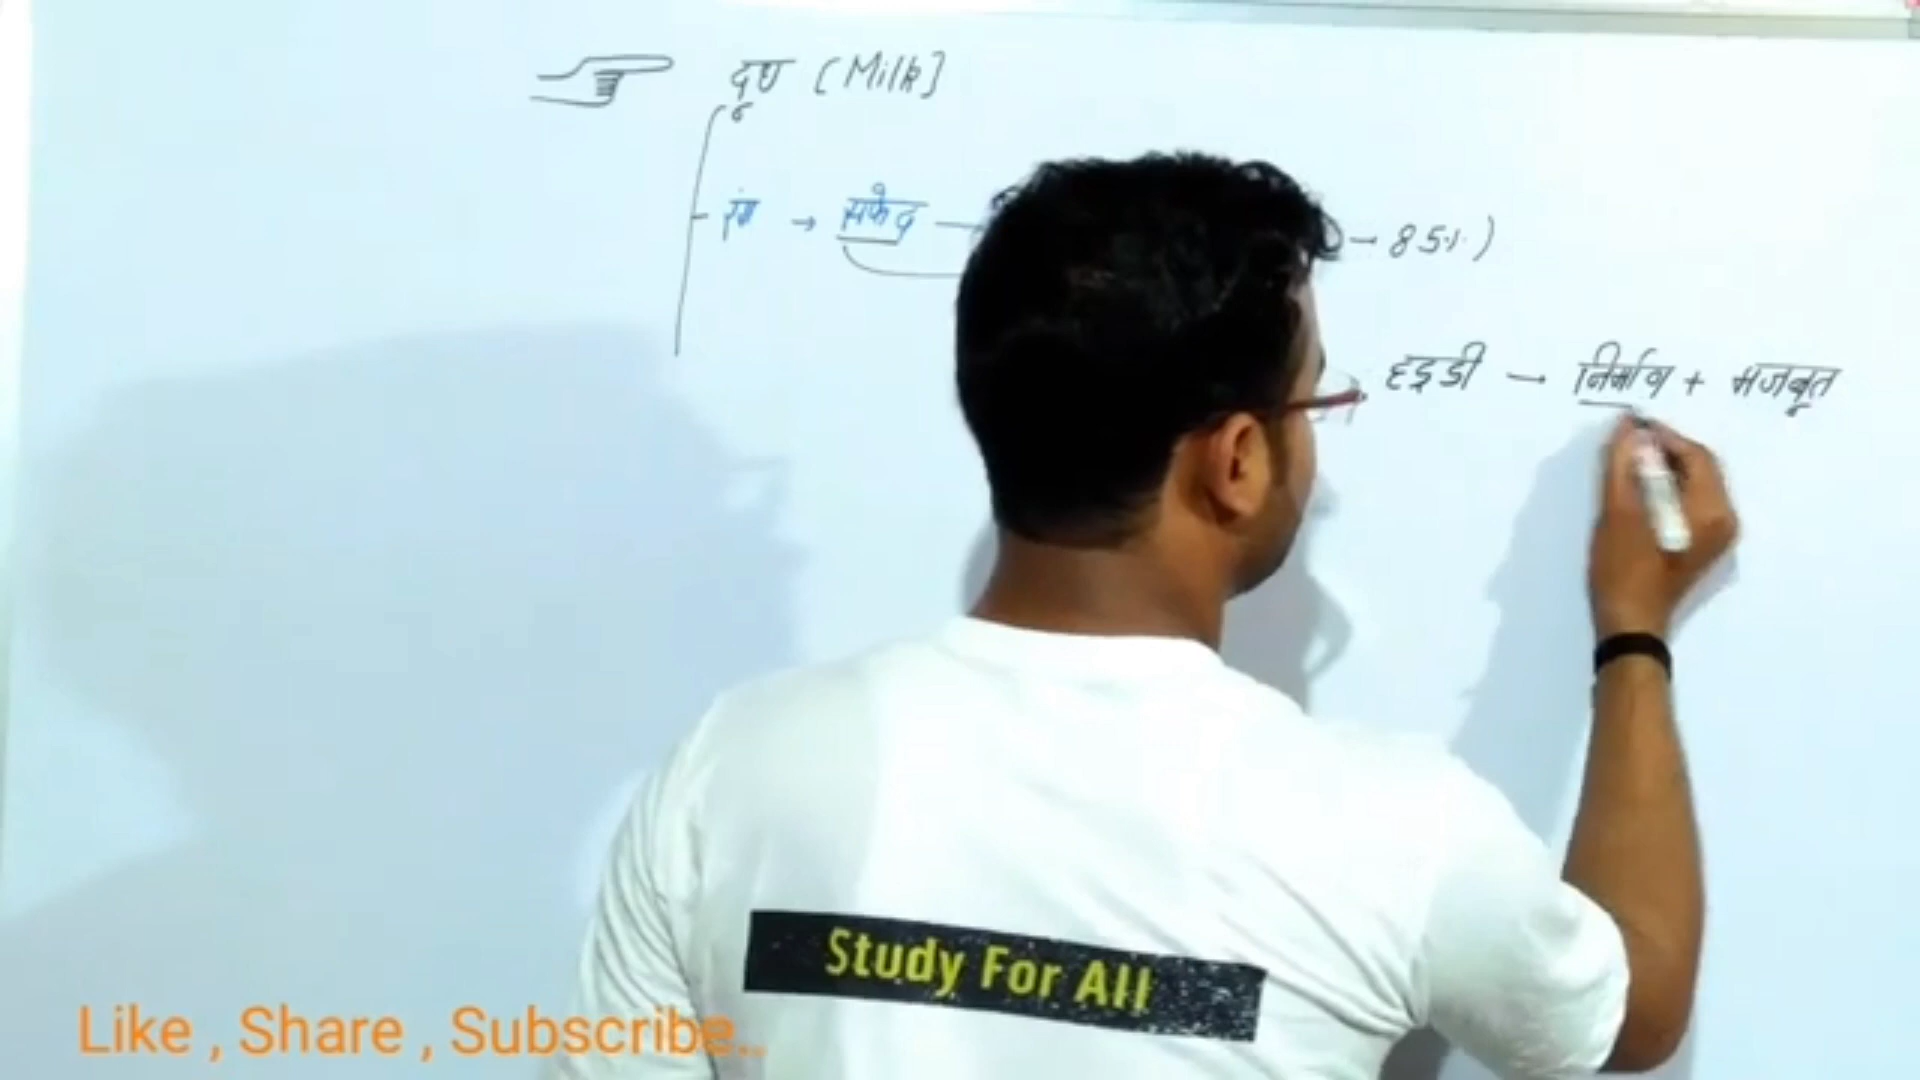 दूध [Milk]
रंग → सफेद — – 85%)
हड्डी → निर्माण + मजबूत
Study For All
Like , Share , Subscribe..